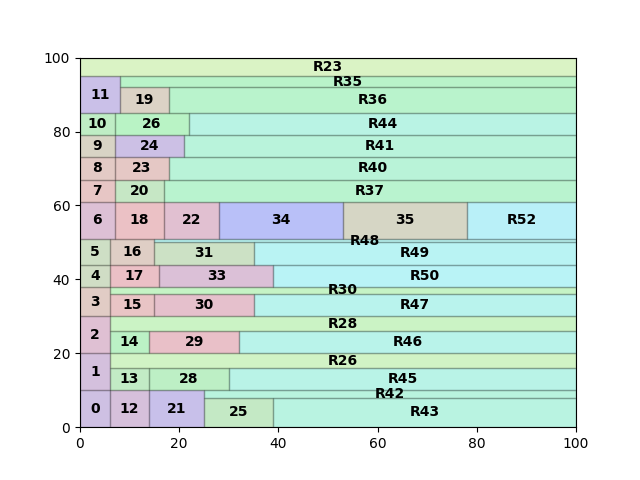 100
R23
R35
11 19 R36
10 26 R44
80
9 24 R41
8 23 R40
7 20 R37
60
6 18 22 34 35 R52
R48
5 16 31 R49
4 17 33 R50
40
R30
3 15 30 R47
R28
2 14 29 R46
20
R26
1 13 28 R45
R42
0 12 21 25 R43
0
0 20 40 60 80 100